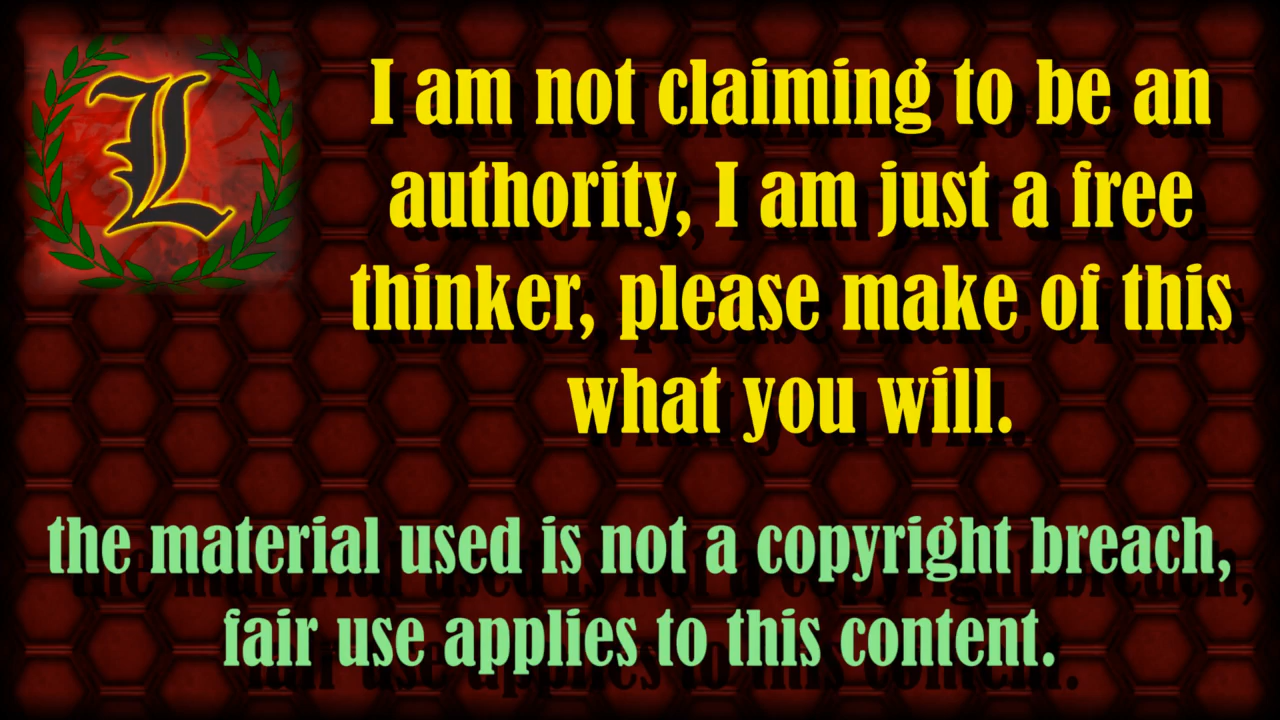 L
I am not claiming to be an
authority, I am just a free
thinker, please make of this
what you will.
the material used is not a copyright breach,
fair use applies to this content.